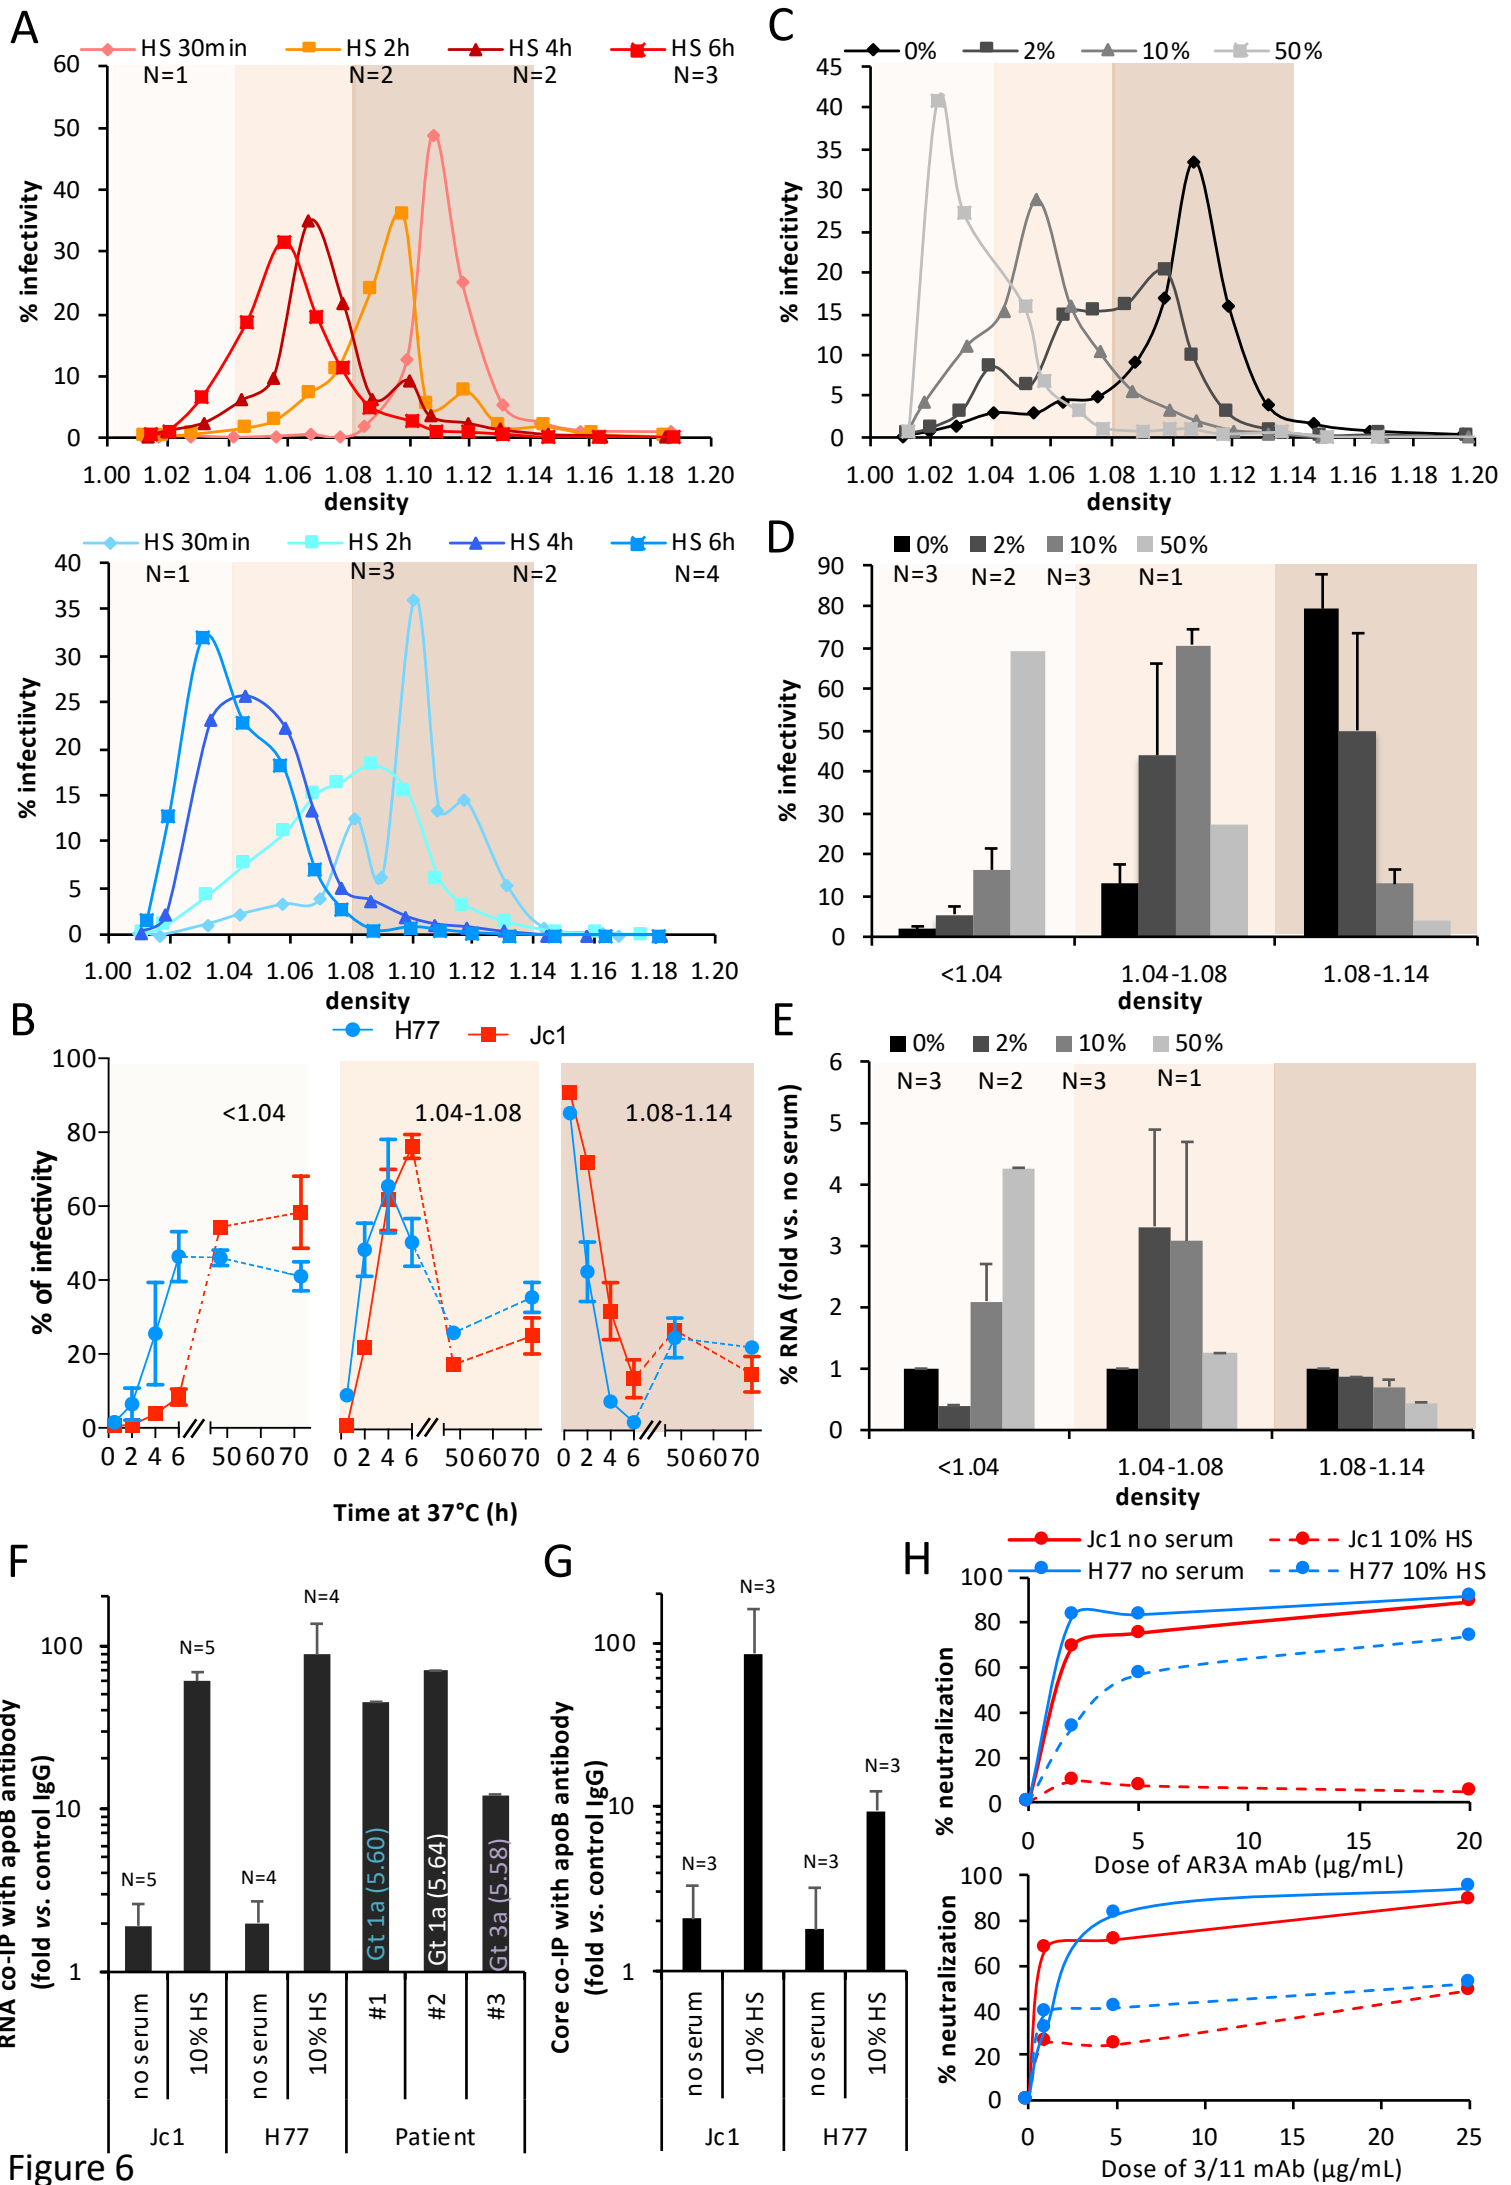 A
HS 30min HS 2h HS 4h HS 6h
N=1 N=2 N=2 N=3
60
50
40
30
20
10
0
% infectivity
1.00 1.02 1.04 1.06 1.08 1.10 1.12 1.14 1.16 1.18 1.20
density
HS 30min HS 2h HS 4h HS 6h
N=1 N=3 N=2 N=4
40
35
30
25
20
15
10
5
0
% infectiivty
1.00 1.02 1.04 1.06 1.08 1.10 1.12 1.14 1.16 1.18 1.20
density
B
H77 Jc1
100
80
60
40
20
0
% of infectivity
<1.04 1.04-1.08 1.08-1.14
0 2 4 6 50 60 70 0 2 4 6 50 60 70 0 2 4 6 50 60 70
Time at 37°C (h)
C
0% 2% 10% 50%
45
40
35
30
25
20
15
10
5
0
% infecitivty
1.00 1.02 1.04 1.06 1.08 1.10 1.12 1.14 1.16 1.18 1.20
density
D
0% 2% 10% 50%
N=3 N=2 N=3 N=1
90
80
70
60
50
40
30
20
10
0
% infectivity
<1.04 1.04-1.08 1.08-1.14
density
E
0% 2% 10% 50%
N=3 N=2 N=3 N=1
6
5
4
3
2
1
0
% RNA (fold vs. no serum)
<1.04 1.04-1.08 1.08-1.14
density
F
RNA co-IP with apoB antibody
(fold vs. control IgG)
100
10
1
N=5 N=5 N=4 N=4
Gt 1a (5.60) Gt 1a (5.64) Gt 3a (5.58)
no serum 10% HS no serum 10% HS #1 #2 #3
Jc1 H77 Patient
G
Core co-IP with apoB antibody
(fold vs. control IgG)
100
10
1
N=3 N=3 N=3 N=3
no serum 10% HS no serum 10% HS
Jc1 H77
H
Jc1 no serum Jc1 10% HS
H77 no serum H77 10% HS
100
80
60
40
20
0
% neutralization
0 5 10 15 20
Dose of AR3A mAb (µg/mL)
100
80
60
40
20
0
% neutralization
0 5 10 15 20 25
Dose of 3/11 mAb (µg/mL)
Figure 6